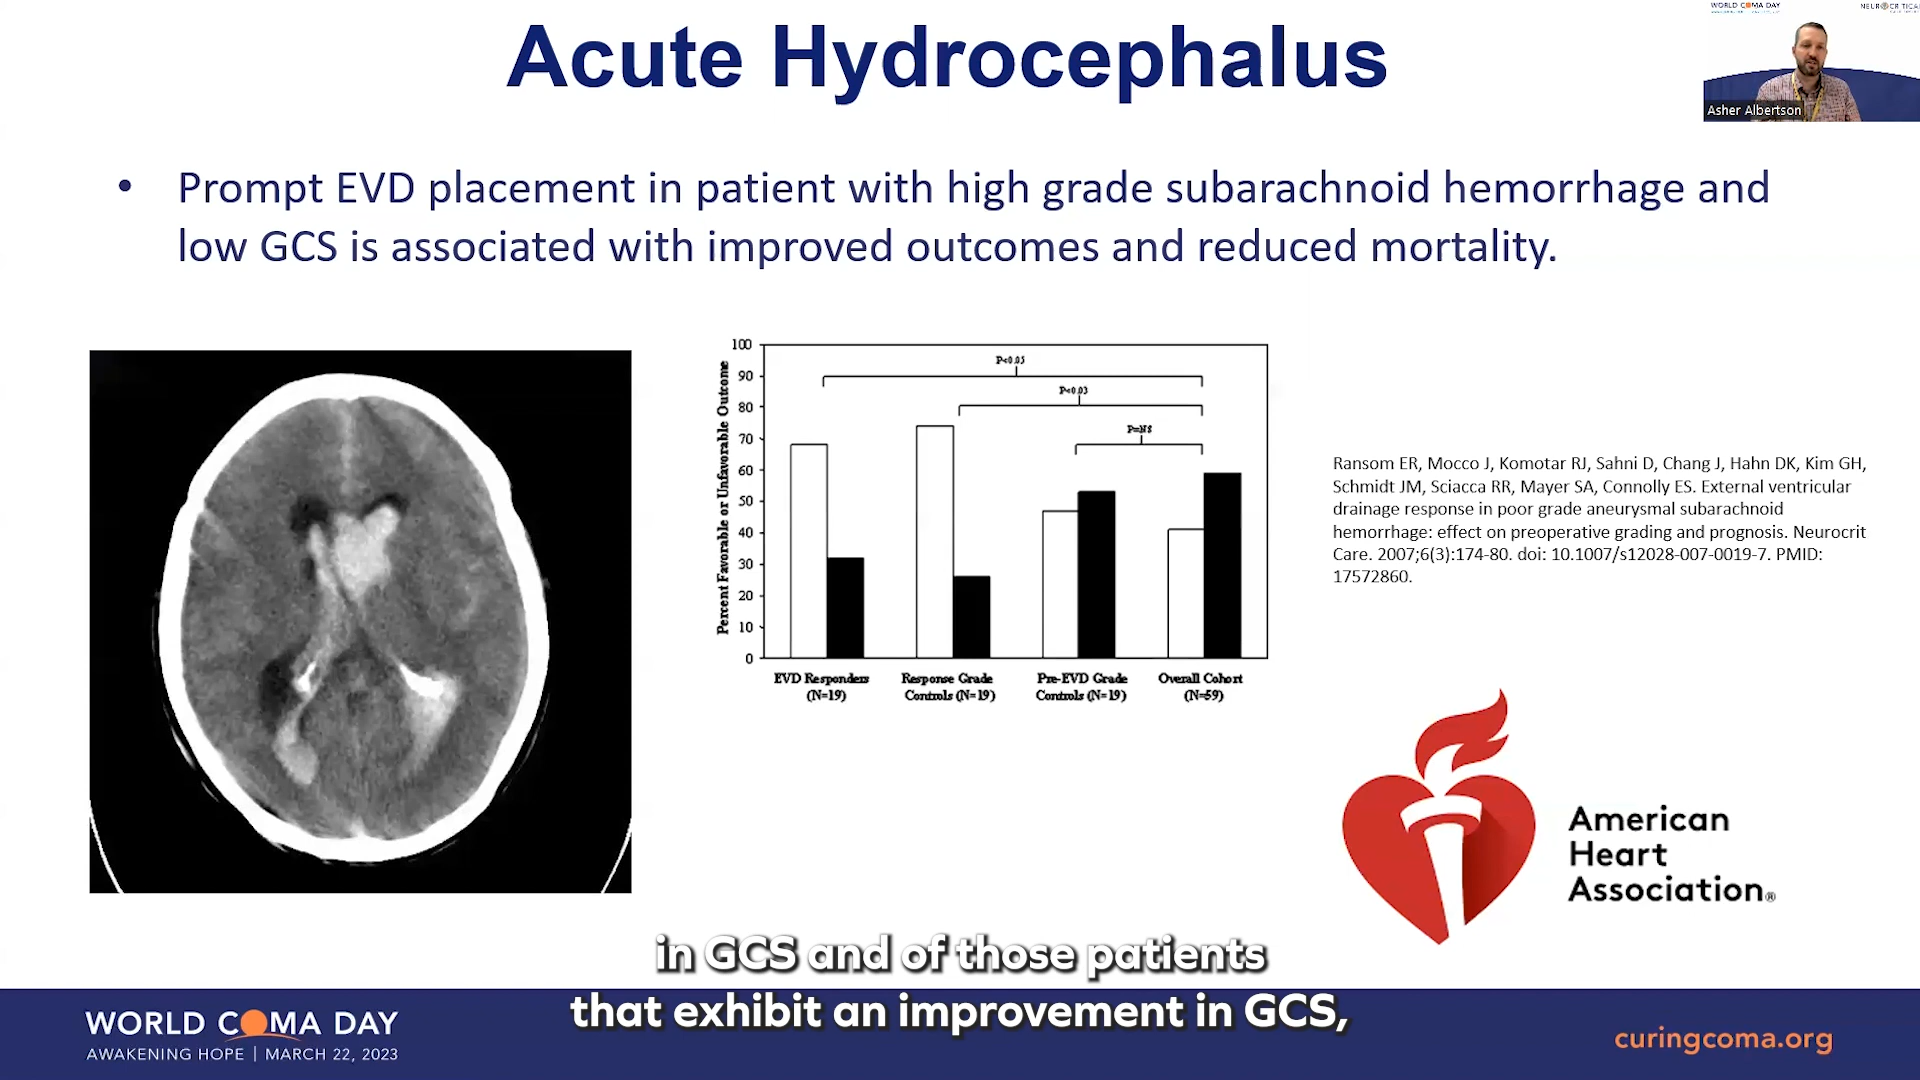 WORLD COMA DAY
NEUROCRITICAL
Acute Hydrocephalus
Asher Albertson
• Prompt EVD placement in patient with high grade subarachnoid hemorrhage and
low GCS is associated with improved outcomes and reduced mortality.
Percent Favorable or Unfavorable Outcome
100
90
80
70
60
50
40
30
20
10
0
P<0.05
P<0.03
P=NS
EVD Responders
(N=19)
Response Grade
Controls (N=19)
Pre-EVD Grade
Controls (N=19)
Overall Cohort
(N=59)
Ransom ER, Mocco J, Komotar RJ, Sahni D, Chang J, Hahn DK, Kim GH,
Schmidt JM, Sciacca RR, Mayer SA, Connolly ES. External ventricular
drainage response in poor grade aneurysmal subarachnoid
hemorrhage: effect on preoperative grading and prognosis. Neurocrit
Care. 2007;6(3):174-80. doi: 10.1007/s12028-007-0019-7. PMID:
17572860.
American
Heart
Association®
in GCS and of those patients
that exhibit an improvement in GCS,
WORLD COMA DAY
AWAKENING HOPE | MARCH 22, 2023
curingcoma.org